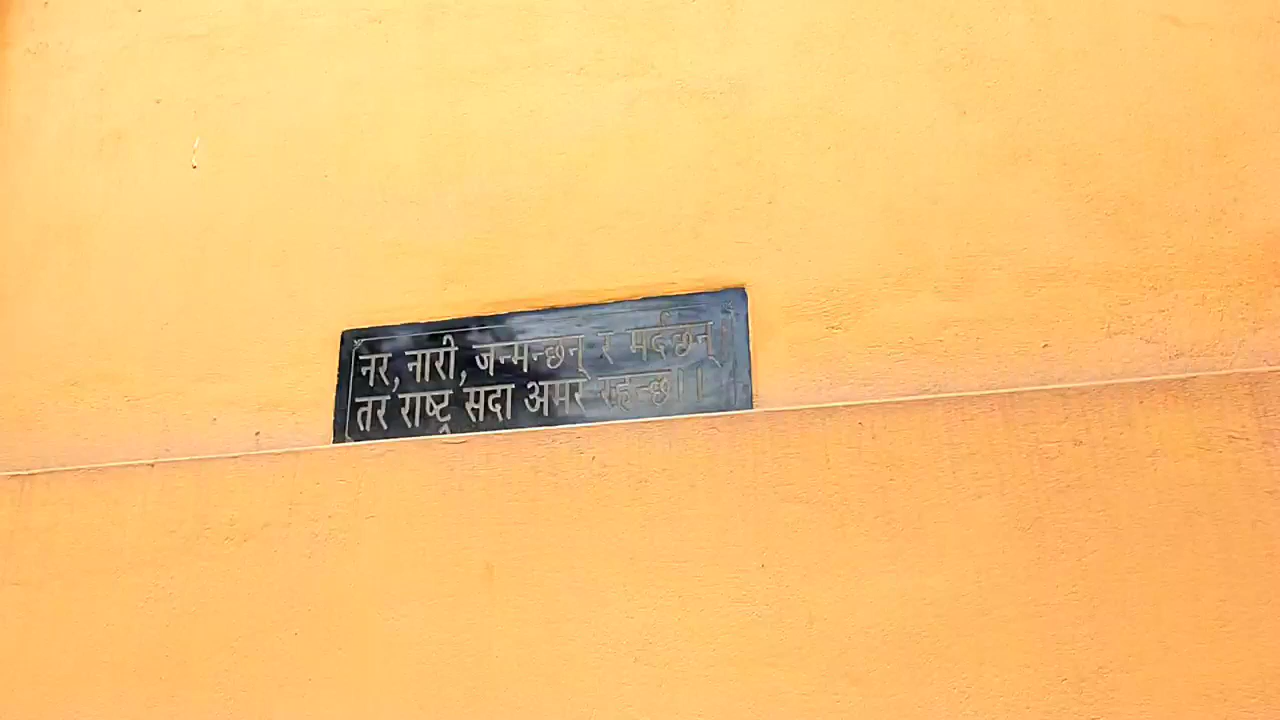 नर, नारी, जन्मन्छन् र मर्दछन्।
तर राष्ट्र सदा अमर रहन्छ।।